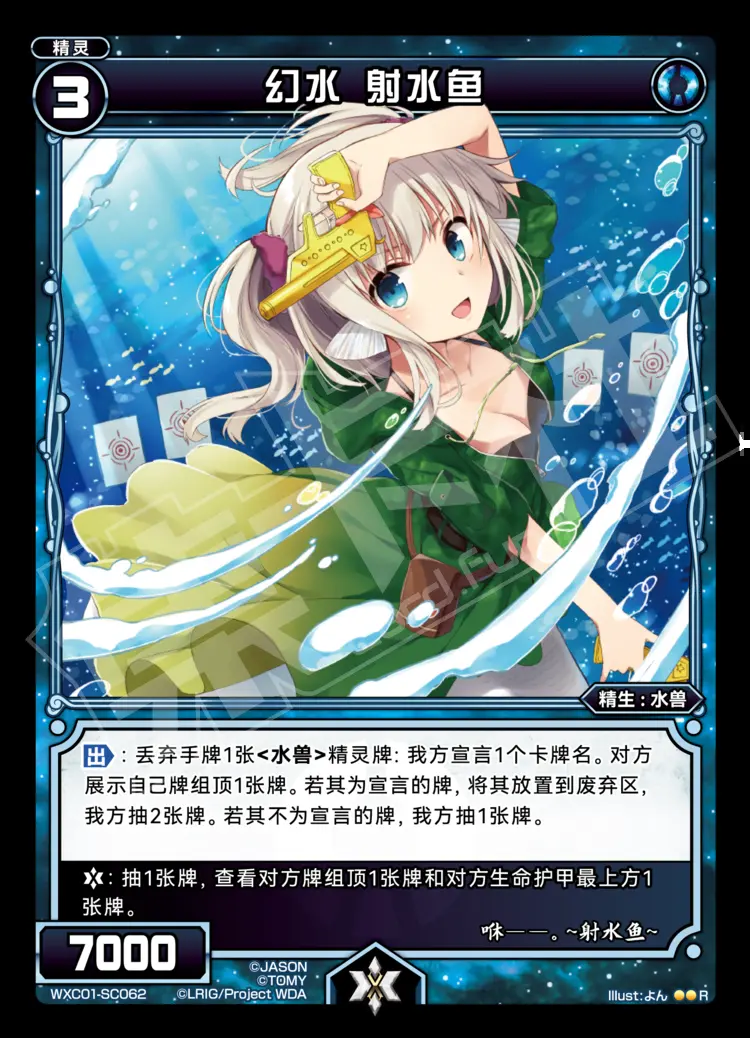 精灵
3
幻水 射水鱼
精生:水兽
出:丢弃手牌1张<水兽>精灵牌:我方宣言1个卡牌名。对方
展示自己牌组顶1张牌。若其为宣言的牌,将其放置到废弃区,
我方抽2张牌。若其不为宣言的牌,我方抽1张牌。
:抽1张牌,查看对方牌组顶1张牌和对方生命护甲最上方1
张牌。
咻——。~射水鱼~
7000
©JASON
©TOMY
WXC01-SC062 ©LRIG/Project WDA
Illust:よん R